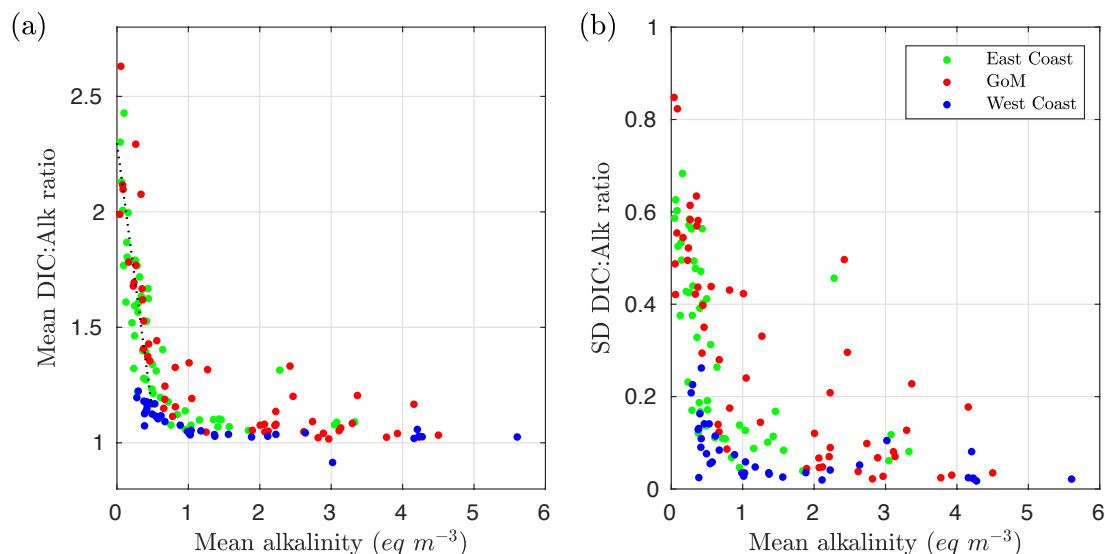 (a)
Mean DIC:Alk ratio
2.5
2
1.5
1
0 1 2 3 4 5 6
Mean alkalinity (eq m⁻³)
(b)
SD DIC:Alk ratio
1
0.8
0.6
0.4
0.2
0
0 1 2 3 4 5 6
Mean alkalinity (eq m⁻³)
East Coast
GoM
West Coast